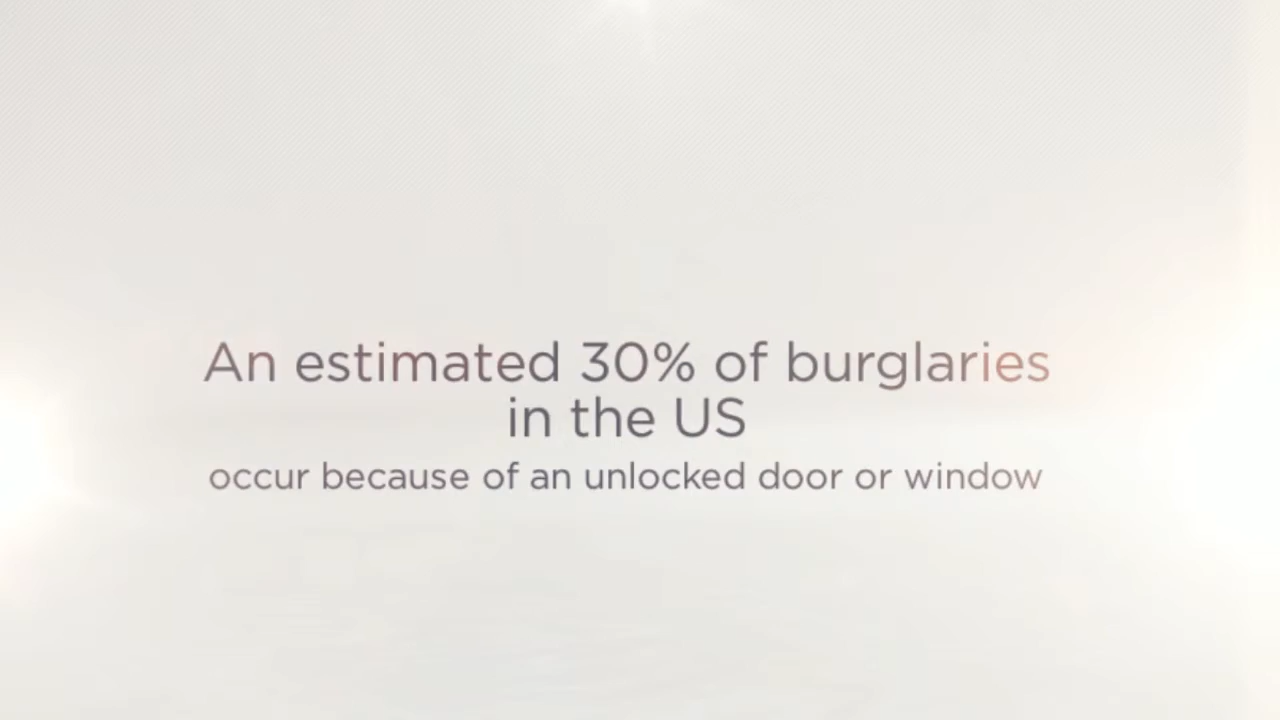 An estimated 30% of burglaries
in the US
occur because of an unlocked door or window